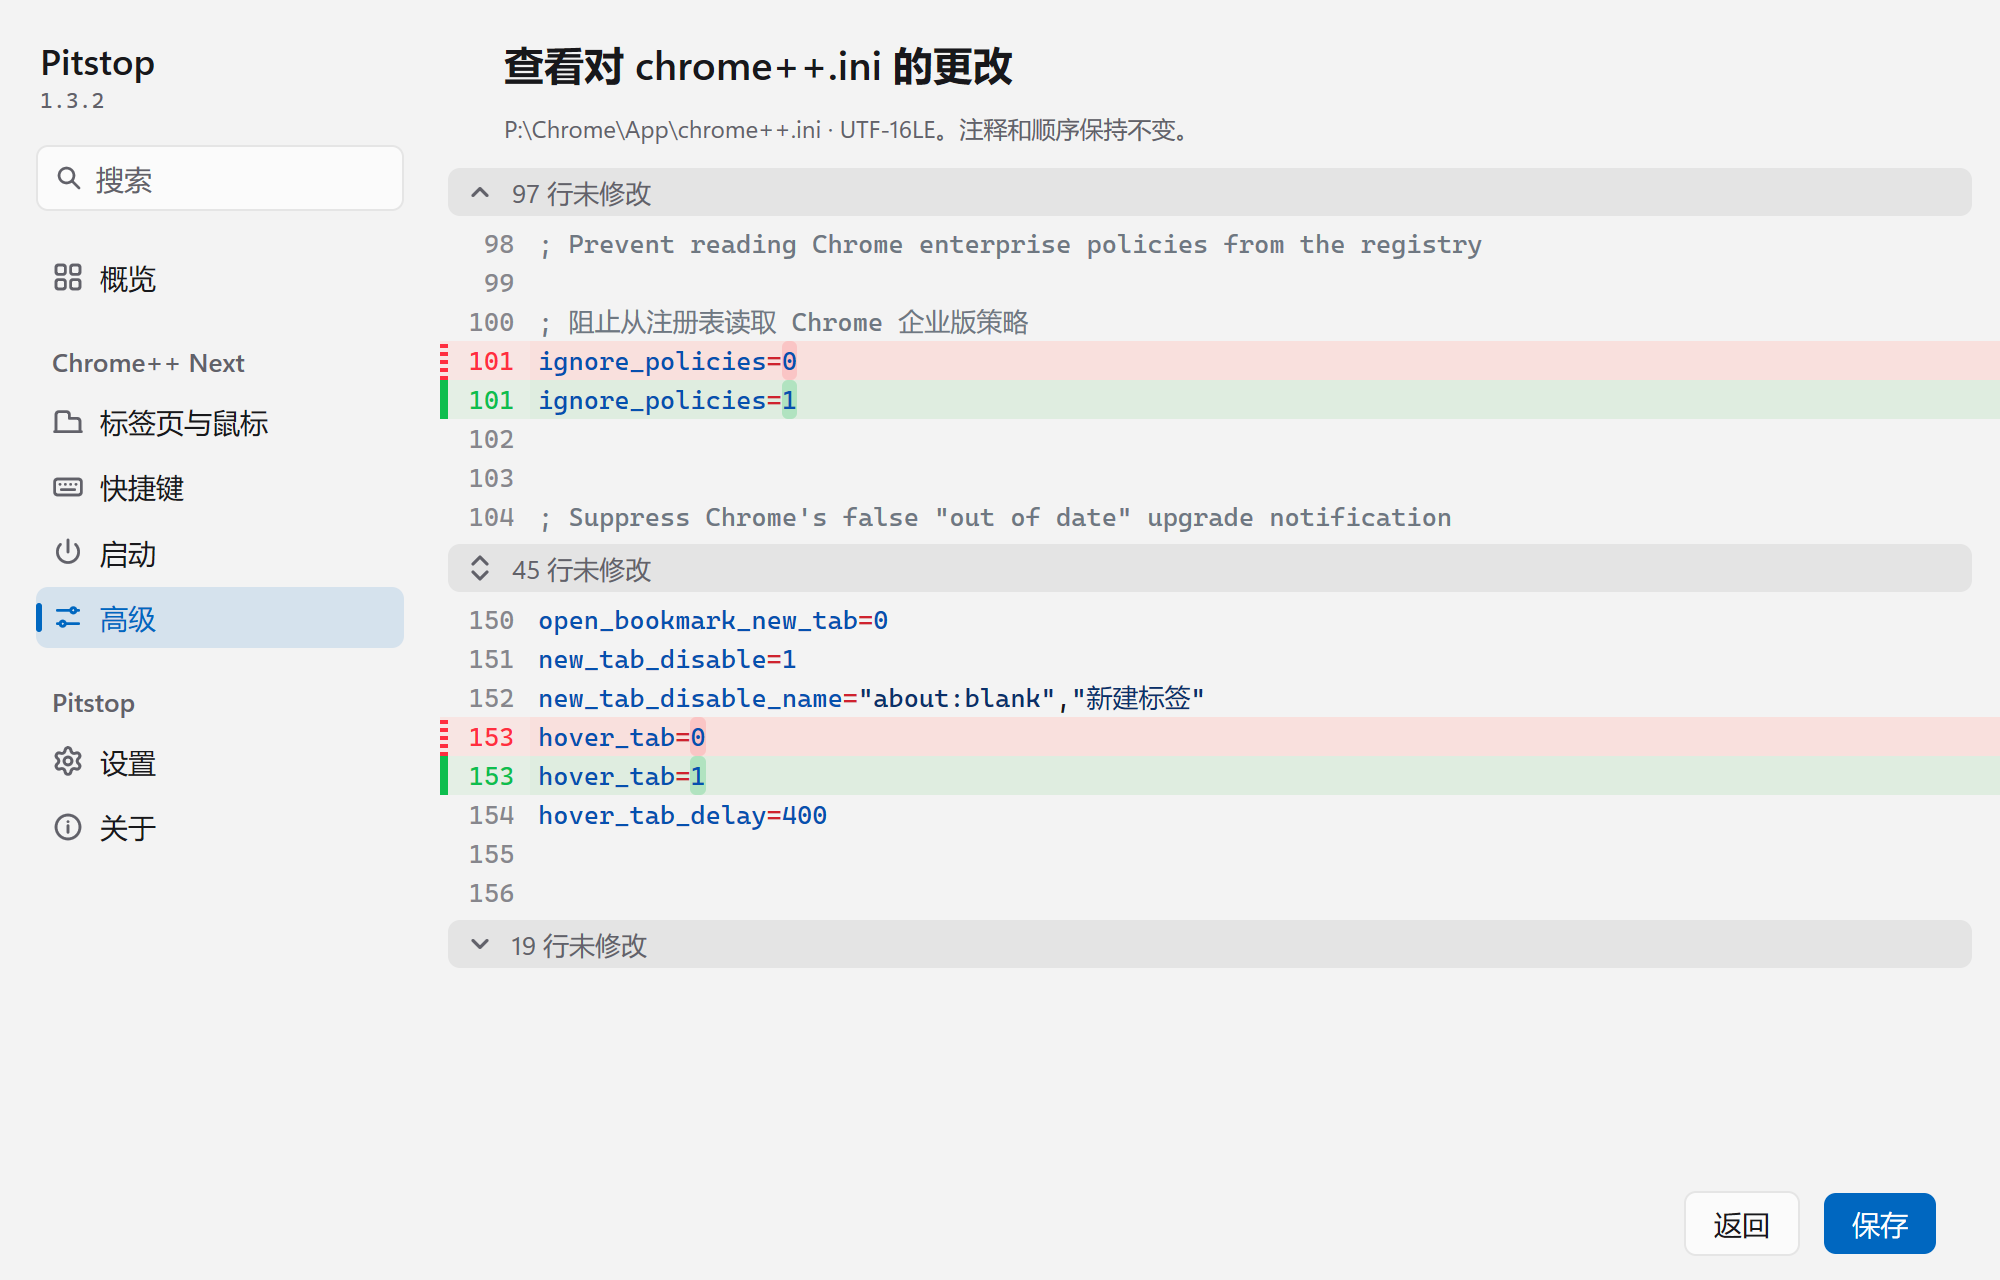 Pitstop
1.3.2
搜索
概览
Chrome++ Next
标签页与鼠标
快捷键
启动
高级
Pitstop
设置
关于
查看对 chrome++.ini 的更改
P:\Chrome\App\chrome++.ini · UTF-16LE。注释和顺序保持不变。
97 行未修改
98 ; Prevent reading Chrome enterprise policies from the registry
99
100 ; 阻止从注册表读取 Chrome 企业版策略
101 ignore_policies=0
101 ignore_policies=1
102
103
104 ; Suppress Chrome's false "out of date" upgrade notification
45 行未修改
150 open_bookmark_new_tab=0
151 new_tab_disable=1
152 new_tab_disable_name="about:blank","新建标签"
153 hover_tab=0
153 hover_tab=1
154 hover_tab_delay=400
155
156
19 行未修改
返回
保存